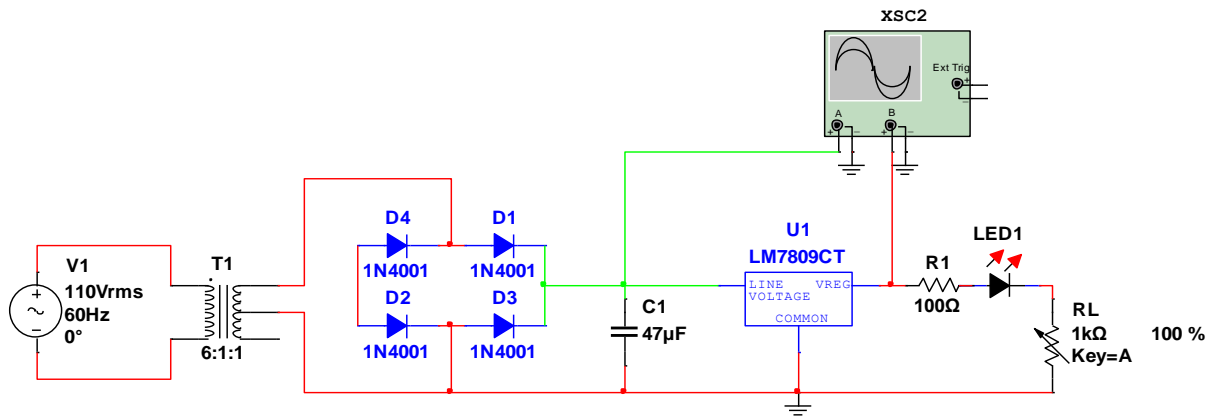 XSC2
Ext Trig
+
−
A
B
+ −
+ −
V1
110Vrms
60Hz
0°
T1
6:1:1
D4
1N4001
D1
1N4001
D2
1N4001
D3
1N4001
C1
47µF
U1
LM7809CT
LINE VREG
VOLTAGE
COMMON
R1
100Ω
LED1
RL
1kΩ 100 %
Key=A